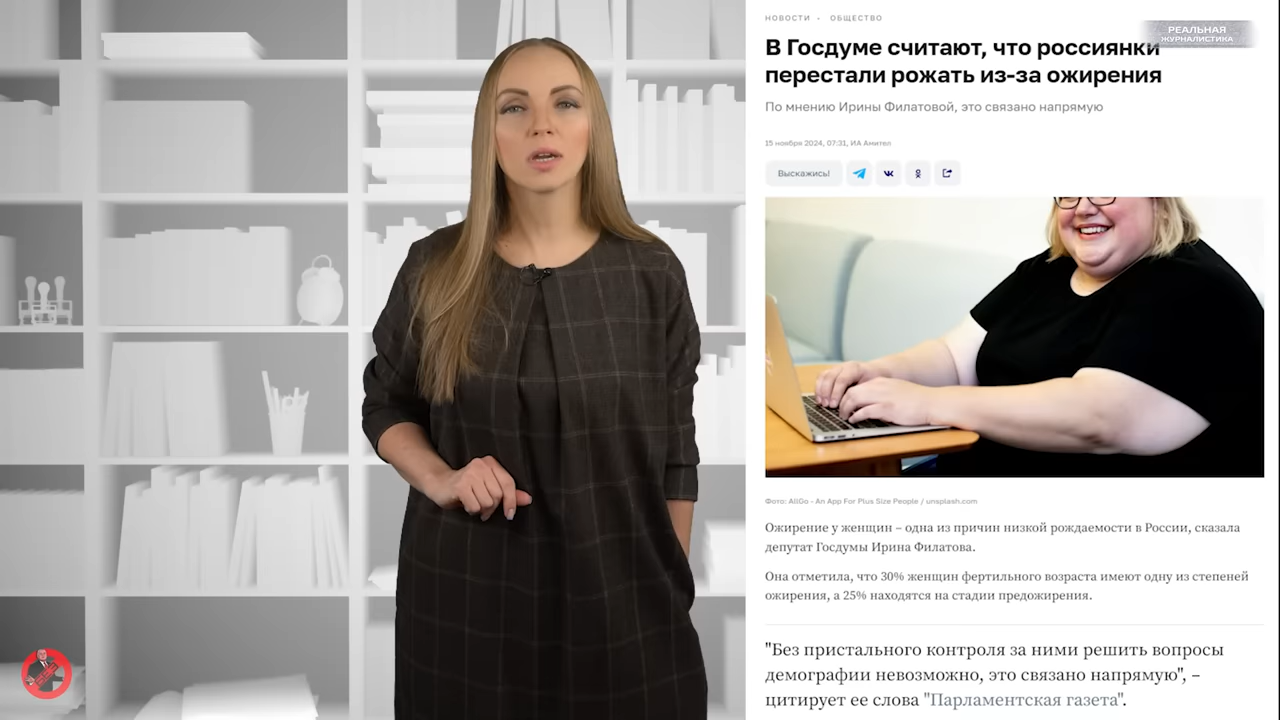 НОВОСТИ • ОБЩЕСТВО
РЕАЛЬНАЯ
ЖУРНАЛИСТИКА
В Госдуме считают, что россиянки
перестали рожать из-за ожирения
По мнению Ирины Филатовой, это связано напрямую
15 ноября 2024, 07:31, ИА Амител
Выскажись!
Фото: AllGo - An App For Plus Size People / unsplash.com
Ожирение у женщин – одна из причин низкой рождаемости в России, сказала
депутат Госдумы Ирина Филатова.
Она отметила, что 30% женщин фертильного возраста имеют одну из степеней
ожирения, а 25% находятся на стадии предожирения.
"Без пристального контроля за ними решить вопросы
демографии невозможно, это связано напрямую", –
цитирует ее слова "Парламентская газета".